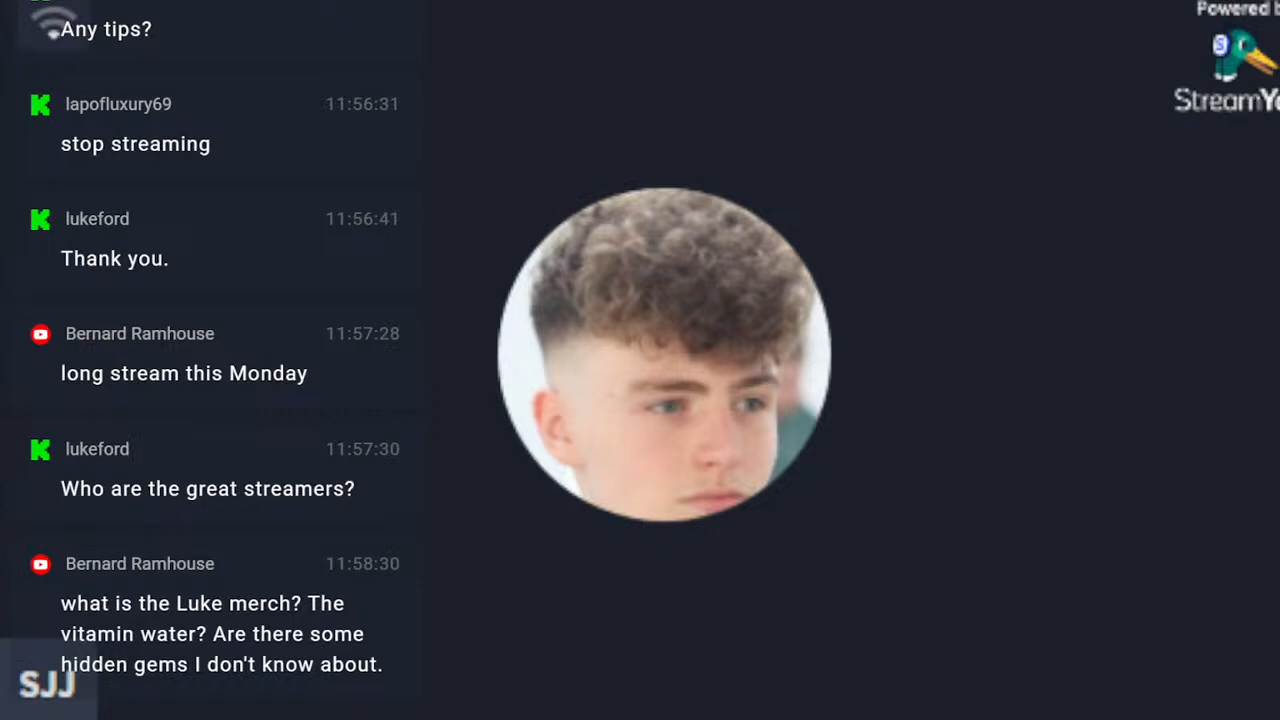 Any tips?
Powered b
StreamYa
lapofluxury69 11:56:31
stop streaming
lukeford 11:56:41
Thank you.
Bernard Ramhouse 11:57:28
long stream this Monday
lukeford 11:57:30
Who are the great streamers?
Bernard Ramhouse 11:58:30
what is the Luke merch? The
vitamin water? Are there some
hidden gems I don't know about.
SJJ